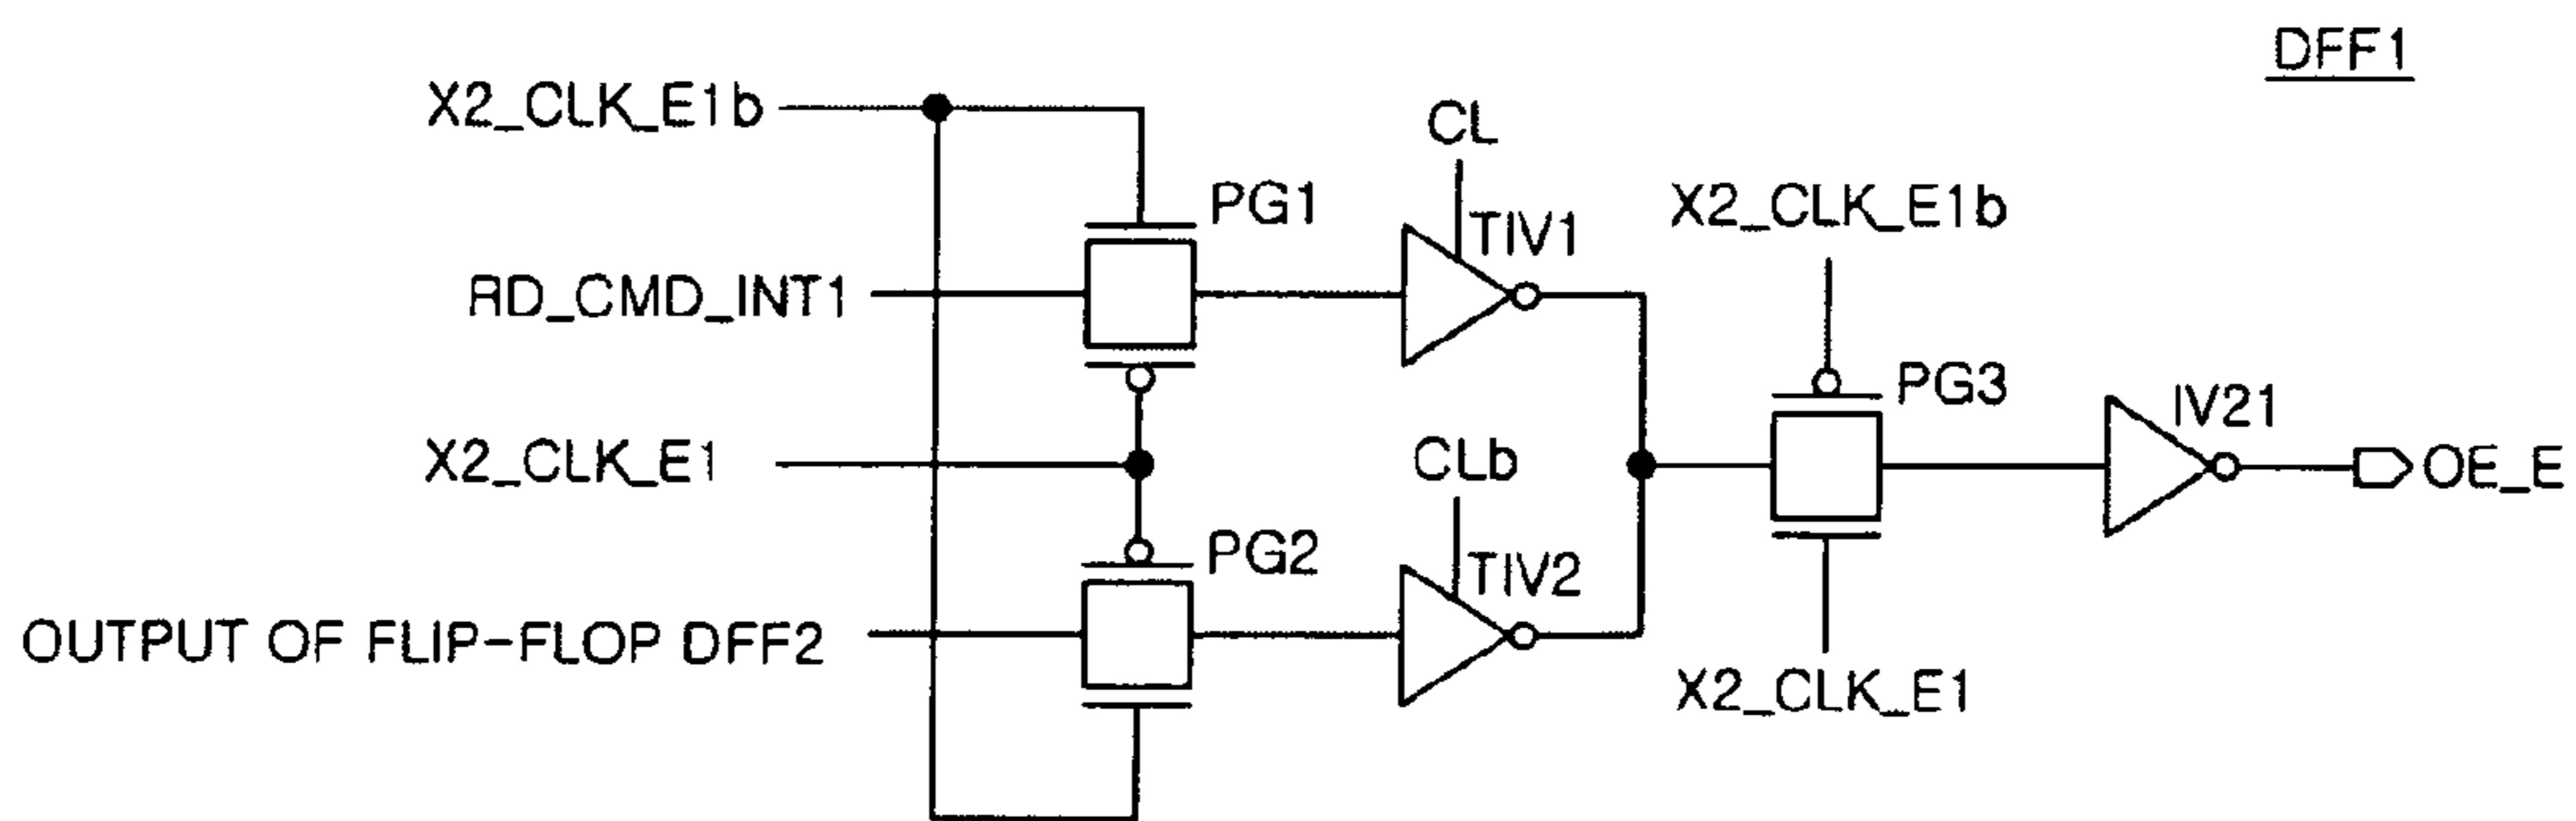 DFF1
X2_CLK_E1b
CL
PG1
TIV1
X2_CLK_E1b
RD_CMD_INT1
PG3
IV21
X2_CLK_E1
CLb
OE_E
PG2
TIV2
OUTPUT OF FLIP-FLOP DFF2
X2_CLK_E1